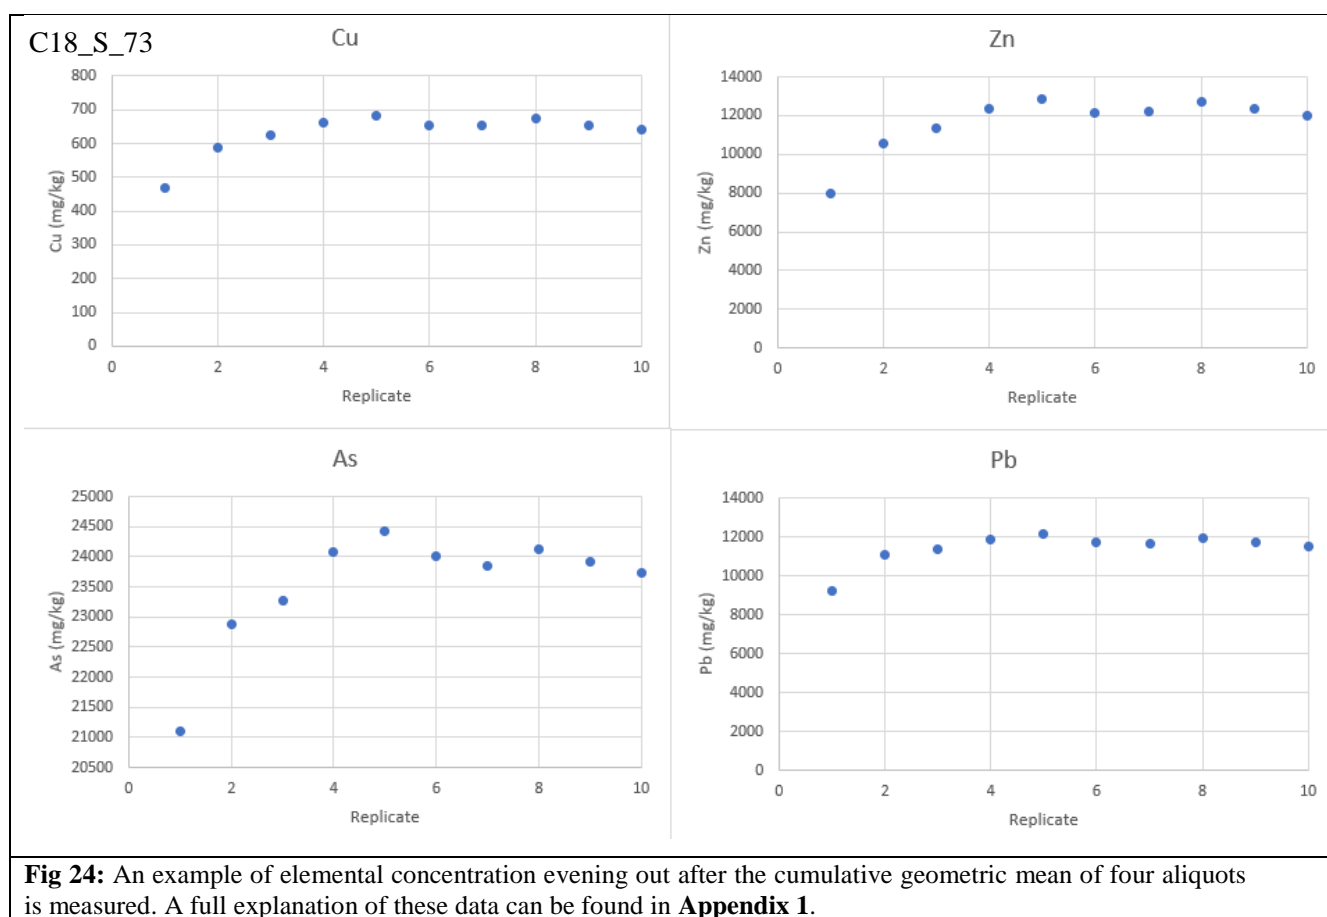 C18_S_73
Cu
800
700
600
500
400
300
200
100
0
Cu (mg/kg)
0 2 4 6 8 10
Replicate
Zn
14000
12000
10000
8000
6000
4000
2000
0
Zn (mg/kg)
0 2 4 6 8 10
Replicate
As
25000
24500
24000
23500
23000
22500
22000
21500
21000
20500
As (mg/kg)
0 2 4 6 8 10
Replicate
Pb
14000
12000
10000
8000
6000
4000
2000
0
Pb (mg/kg)
0 2 4 6 8 10
Replicate
Fig 24: An example of elemental concentration evening out after the cumulative geometric mean of four aliquots
is measured. A full explanation of these data can be found in Appendix 1.